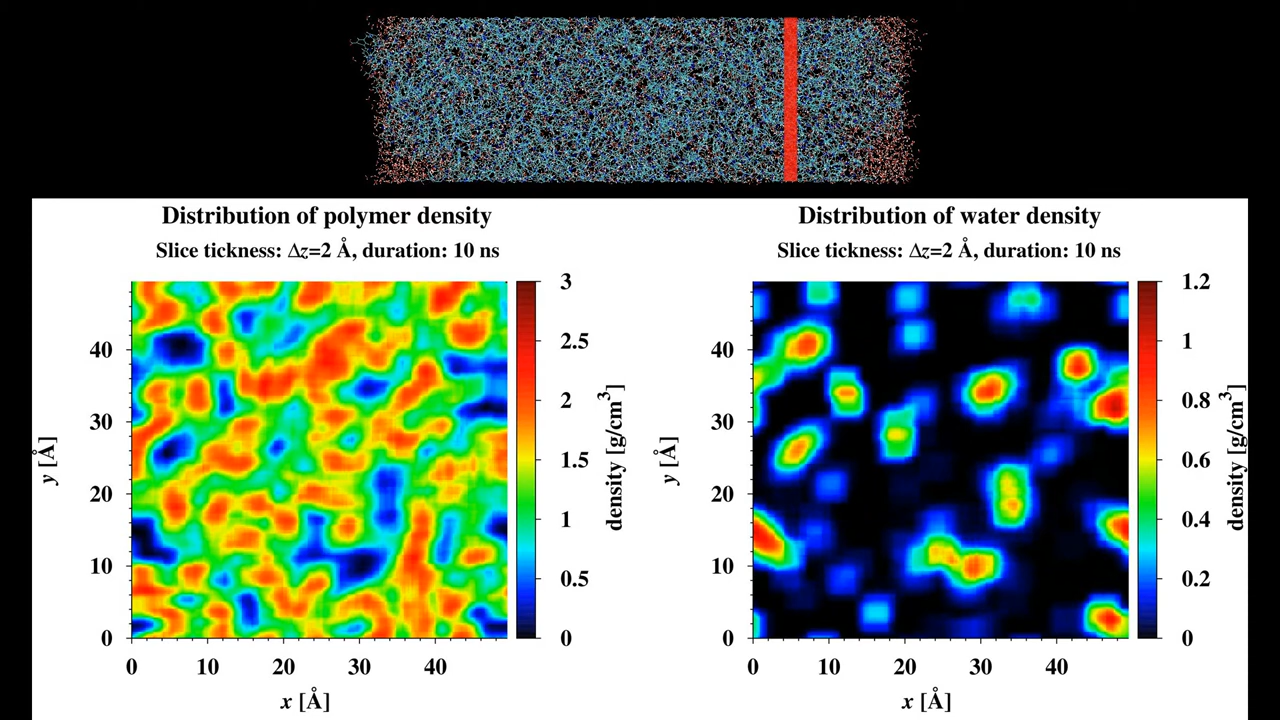 Distribution of polymer density
Slice tickness: Δz=2 Å, duration: 10 ns
3
2.5
2
1.5
1
0.5
0
density [g/cm³]
40
30
20
10
0
y [Å]
0 10 20 30 40
x [Å]
Distribution of water density
Slice tickness: Δz=2 Å, duration: 10 ns
1.2
1
0.8
0.6
0.4
0.2
0
density [g/cm³]
40
30
20
10
0
y [Å]
0 10 20 30 40
x [Å]